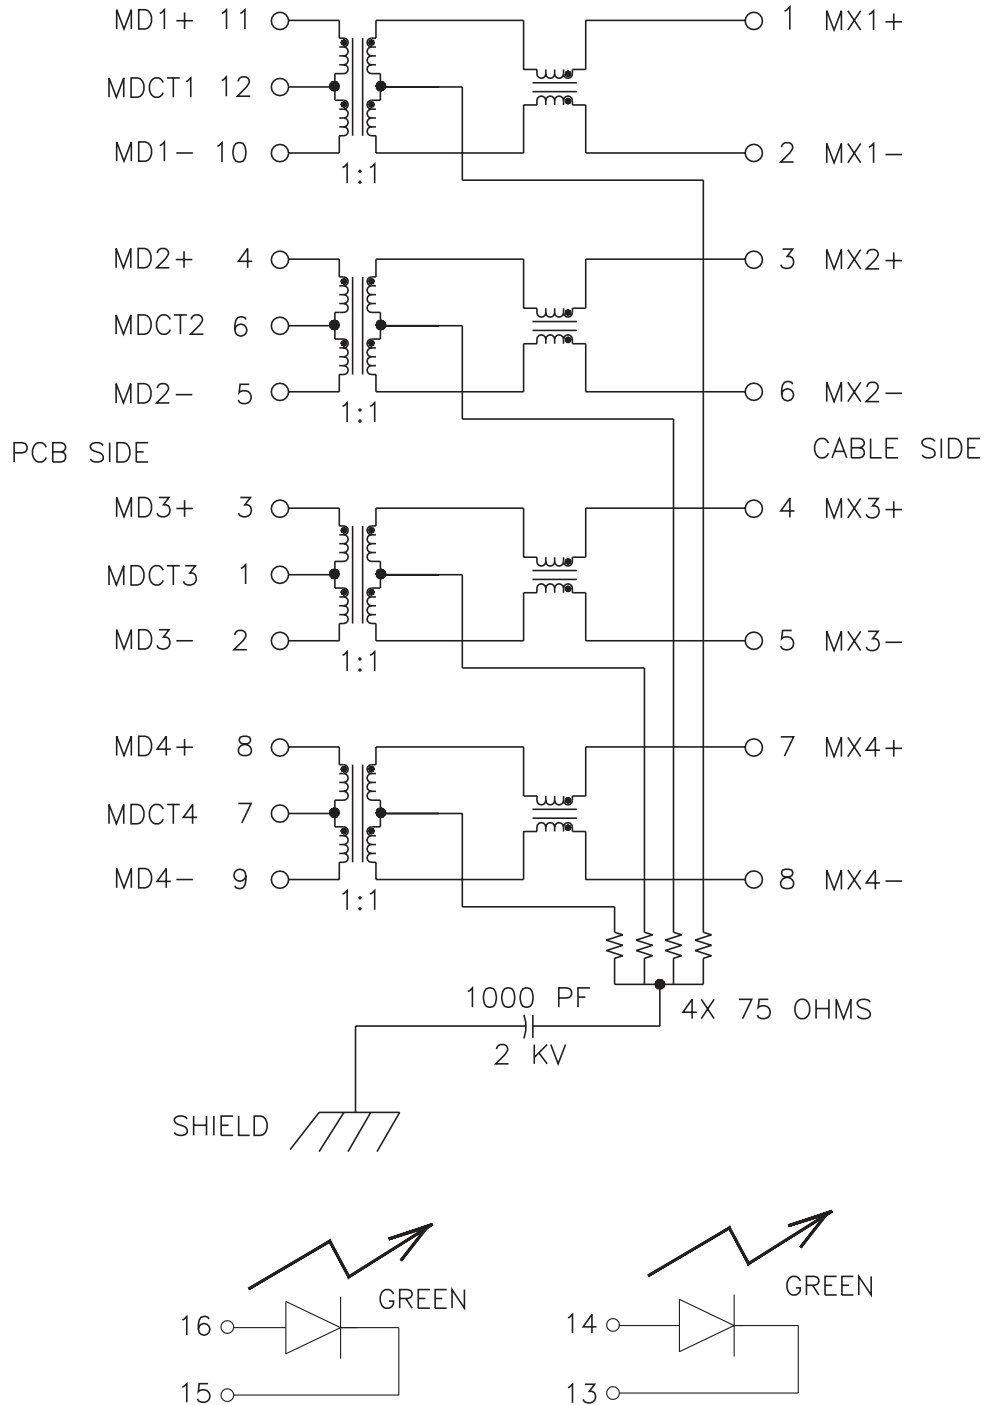 MD1+ 11 1 MX1+
MDCT1 12
MD1- 10 2 MX1-
1:1
MD2+ 4 3 MX2+
MDCT2 6
MD2- 5 6 MX2-
1:1
PCB SIDE CABLE SIDE
MD3+ 3 4 MX3+
MDCT3 1
MD3- 2 5 MX3-
1:1
MD4+ 8 7 MX4+
MDCT4 7
MD4- 9 8 MX4-
1:1
1000 PF
4X 75 OHMS
2 KV
SHIELD
GREEN
GREEN
16 14
15 13